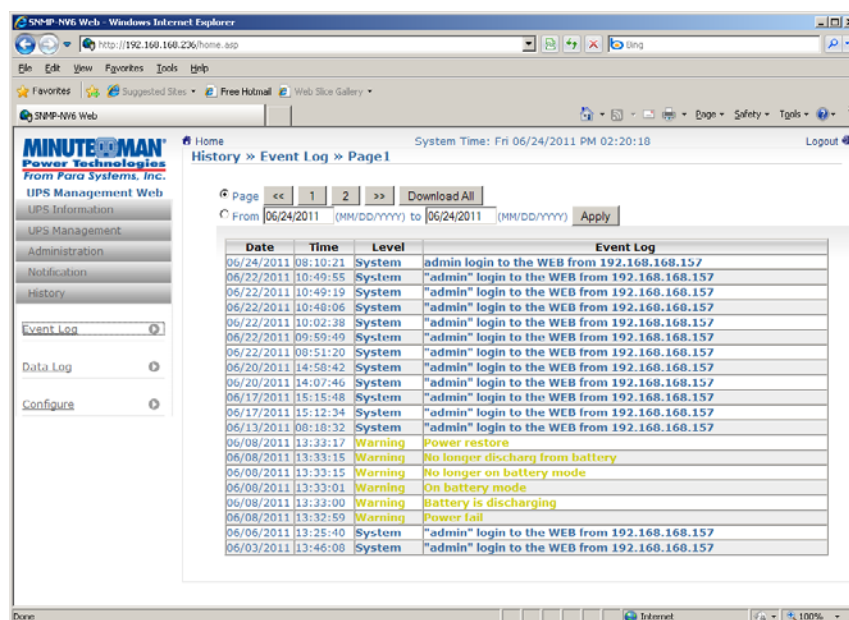 SNMP-NV6 Web - Windows Internet Explorer
http://192.168.168.236/home.asp
Bing
File Edit View Favorites Tools Help
Favorites Suggested Sites Free Hotmail Web Slice Gallery
SNMP-NV6 Web
Page Safety Tools
MINUTEMAN
Power Technologies
From Para Systems, Inc.
UPS Management Web
UPS Information
UPS Management
Administration
Notification
History
Event Log
Data Log
Configure
Home System Time: Fri 06/24/2011 PM 02:20:18 Logout
History » Event Log » Page1
Page << 1 2 >> Download All
From 06/24/2011 (MM/DD/YYYY) to 06/24/2011 (MM/DD/YYYY) Apply
Date Time Level Event Log
06/24/2011 08:10:21 System admin login to the WEB from 192.168.168.157
06/22/2011 10:49:55 System "admin" login to the WEB from 192.168.168.157
06/22/2011 10:49:19 System "admin" login to the WEB from 192.168.168.157
06/22/2011 10:48:06 System "admin" login to the WEB from 192.168.168.157
06/22/2011 10:02:38 System "admin" login to the WEB from 192.168.168.157
06/22/2011 09:59:49 System "admin" login to the WEB from 192.168.168.157
06/22/2011 08:51:20 System "admin" login to the WEB from 192.168.168.157
06/20/2011 14:58:42 System "admin" login to the WEB from 192.168.168.157
06/20/2011 14:07:46 System "admin" login to the WEB from 192.168.168.157
06/17/2011 15:15:48 System "admin" login to the WEB from 192.168.168.157
06/17/2011 15:12:34 System "admin" login to the WEB from 192.168.168.157
06/13/2011 08:18:32 System "admin" login to the WEB from 192.168.168.157
06/08/2011 13:33:17 Warning Power restore
06/08/2011 13:33:15 Warning No longer discharg from battery
06/08/2011 13:33:15 Warning No longer on battery mode
06/08/2011 13:33:01 Warning On battery mode
06/08/2011 13:33:00 Warning Battery is discharging
06/08/2011 13:32:59 Warning Power fail
06/06/2011 13:25:40 System "admin" login to the WEB from 192.168.168.157
06/03/2011 13:46:08 System "admin" login to the WEB from 192.168.168.157
Done Internet 100%